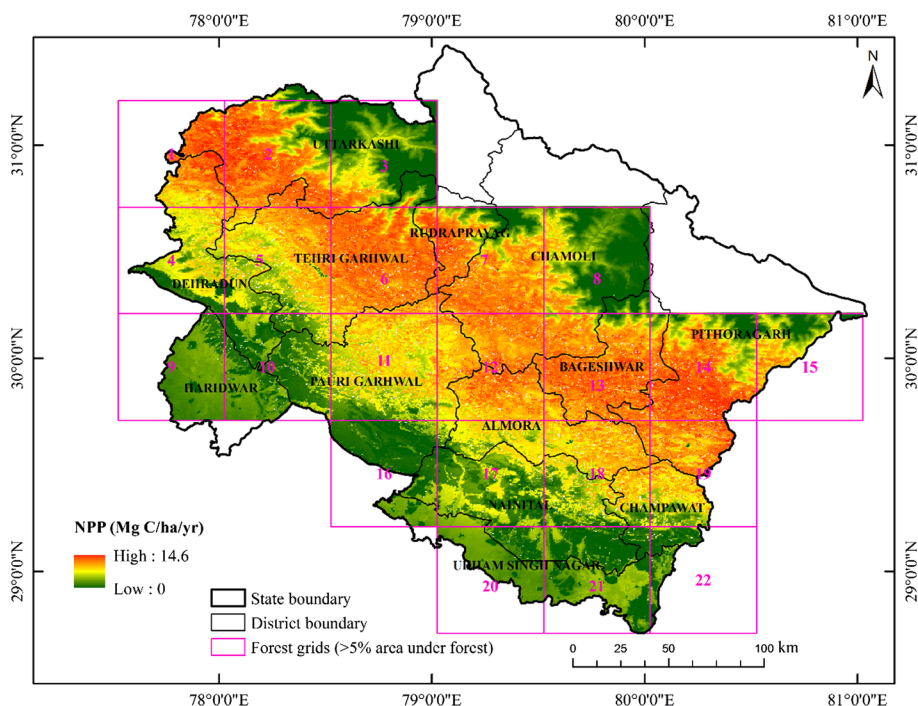 78°0'0"E 79°0'0"E 80°0'0"E 81°0'0"E
N
31°0'0"N 31°0'0"N
UTTARKASHI
1 2 3
RUDRAPRAYAG
TEHRI GARHWAL CHAMOLI
4 5 6 7 8
DEHRADUN
PITHORAGARH
30°0'0"N 30°0'0"N
9 10 11 12 13 14 15
BAGESHWAR
HARIDWAR PAURI GARHWAL
ALMORA
16 17 18 19
NAINITAL CHAMPAWAT
NPP (Mg C/ha/yr)
High : 14.6
Low : 0
29°0'0"N 29°0'0"N
UDHAM SINGH NAGAR
20 21 22
State boundary
District boundary
Forest grids (>5% area under forest)
0 25 50 100 km
78°0'0"E 79°0'0"E 80°0'0"E 81°0'0"E